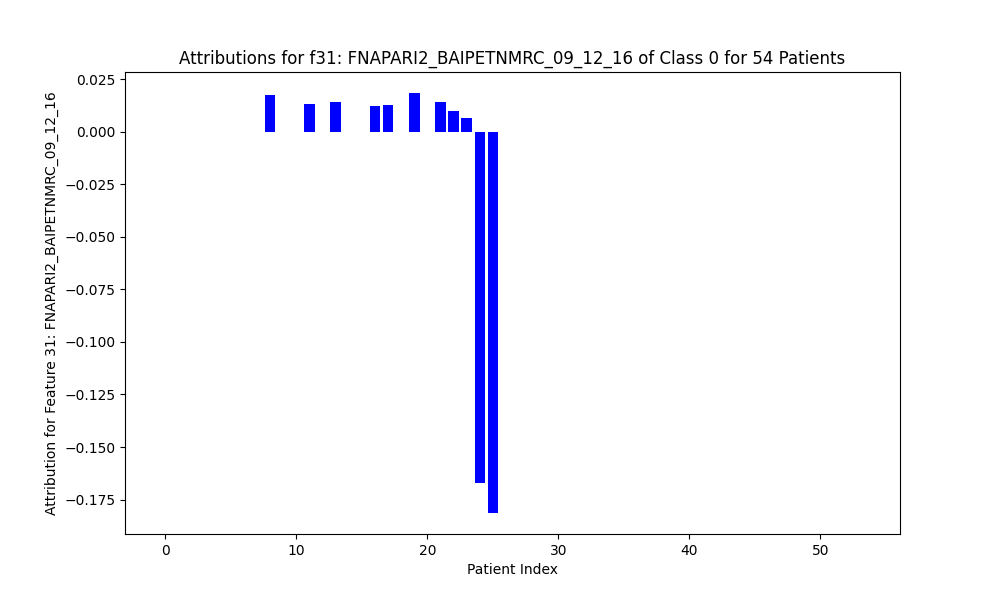 Attributions for f31: FNAPARI2_BAIPETNMRC_09_12_16 of Class 0 for 54 Patients
Attribution for Feature 31: FNAPARI2_BAIPETNMRC_09_12_16
0.025
0.000
−0.025
−0.050
−0.075
−0.100
−0.125
−0.150
−0.175
0 10 20 30 40 50
Patient Index